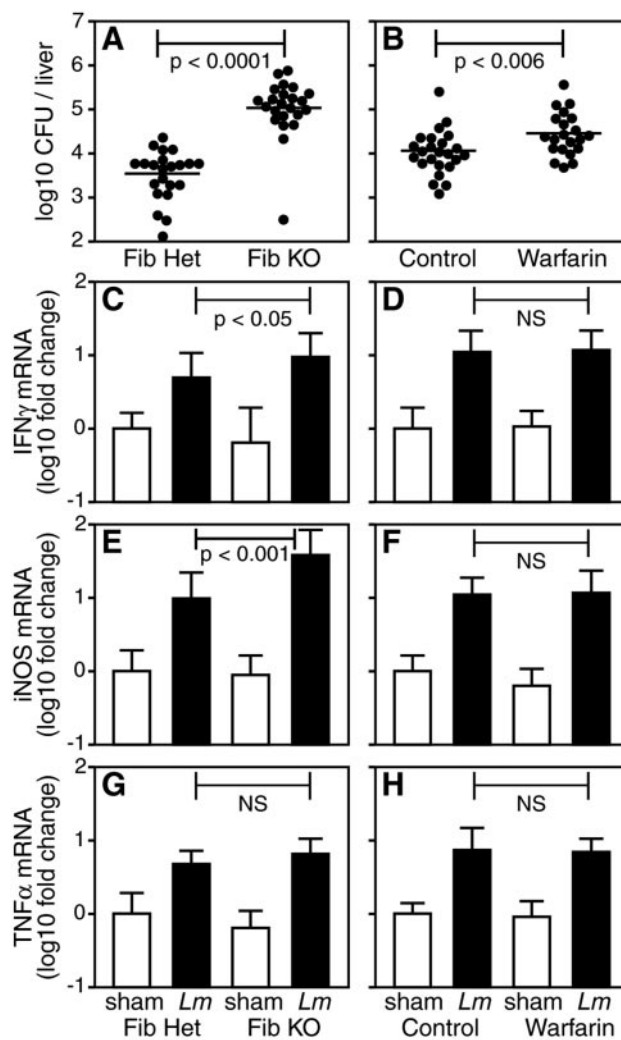 A
B
log10 CFU / liver
7
6
5
4
3
2
p < 0.0001
p < 0.006
Fib Het
Fib KO
Control
Warfarin
C
D
IFNγ mRNA
(log10 fold change)
2
1
0
-1
p < 0.05
NS
E
F
iNOS mRNA
(log10 fold change)
2
1
0
-1
p < 0.001
NS
G
H
TNFα mRNA
(log10 fold change)
2
1
0
-1
NS
NS
sham Lm sham Lm
Fib Het Fib KO
sham Lm sham Lm
Control Warfarin